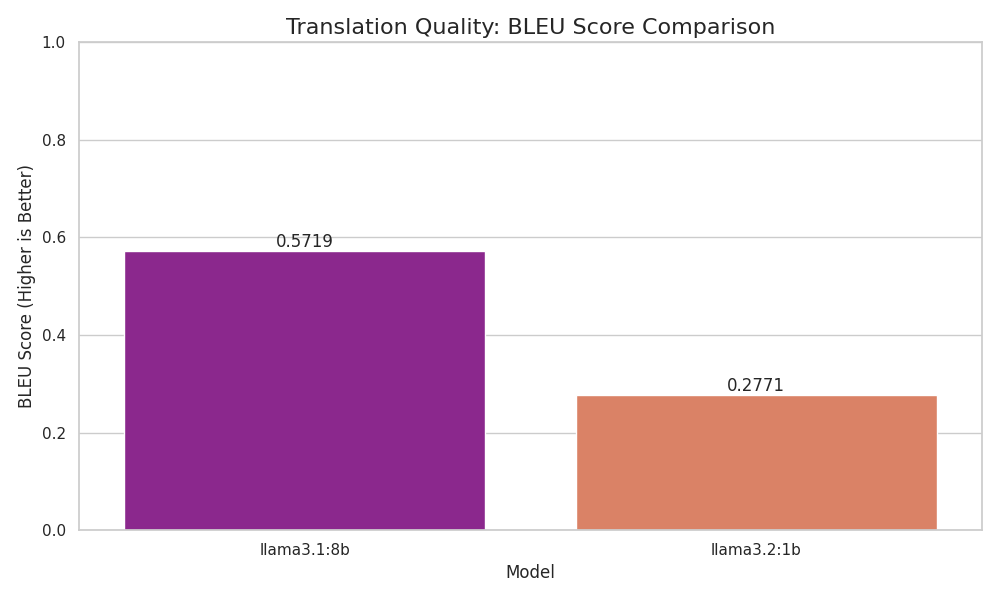 Translation Quality: BLEU Score Comparison
BLEU Score (Higher is Better)
1.0
0.8
0.6
0.4
0.2
0.0
0.5719
0.2771
llama3.1:8b
llama3.2:1b
Model